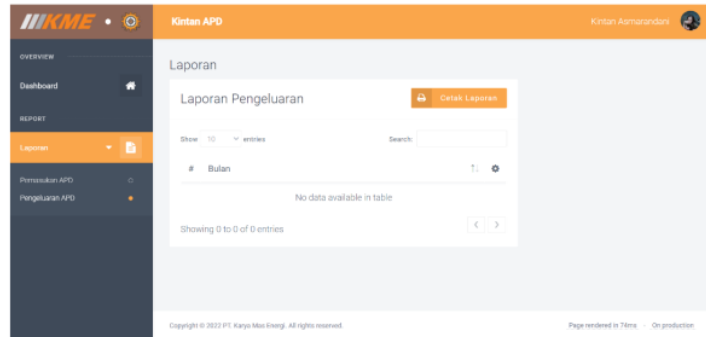 KME
Kintan APD
Kintan Asmarandani
OVERVIEW
Dashboard
REPORT
Laporan
Pemasukan APD
Pengeluaran APD
Laporan
Laporan Pengeluaran
Cetak Laporan
Show 10 entries
Search:
# Bulan
No data available in table
Showing 0 to 0 of 0 entries
Copyright © 2022 PT. Karya Mas Energi. All rights reserved.
Page rendered in 74ms - On production